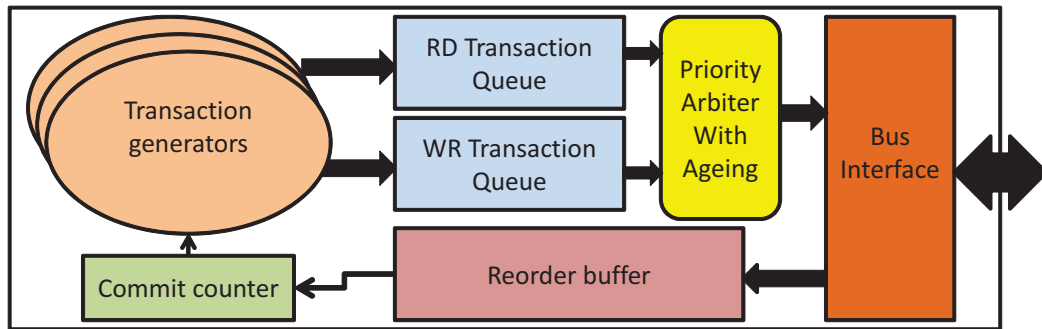 Transaction
generators
RD Transaction
Queue
WR Transaction
Queue
Priority
Arbiter
With
Ageing
Bus
Interface
Commit counter
Reorder buffer